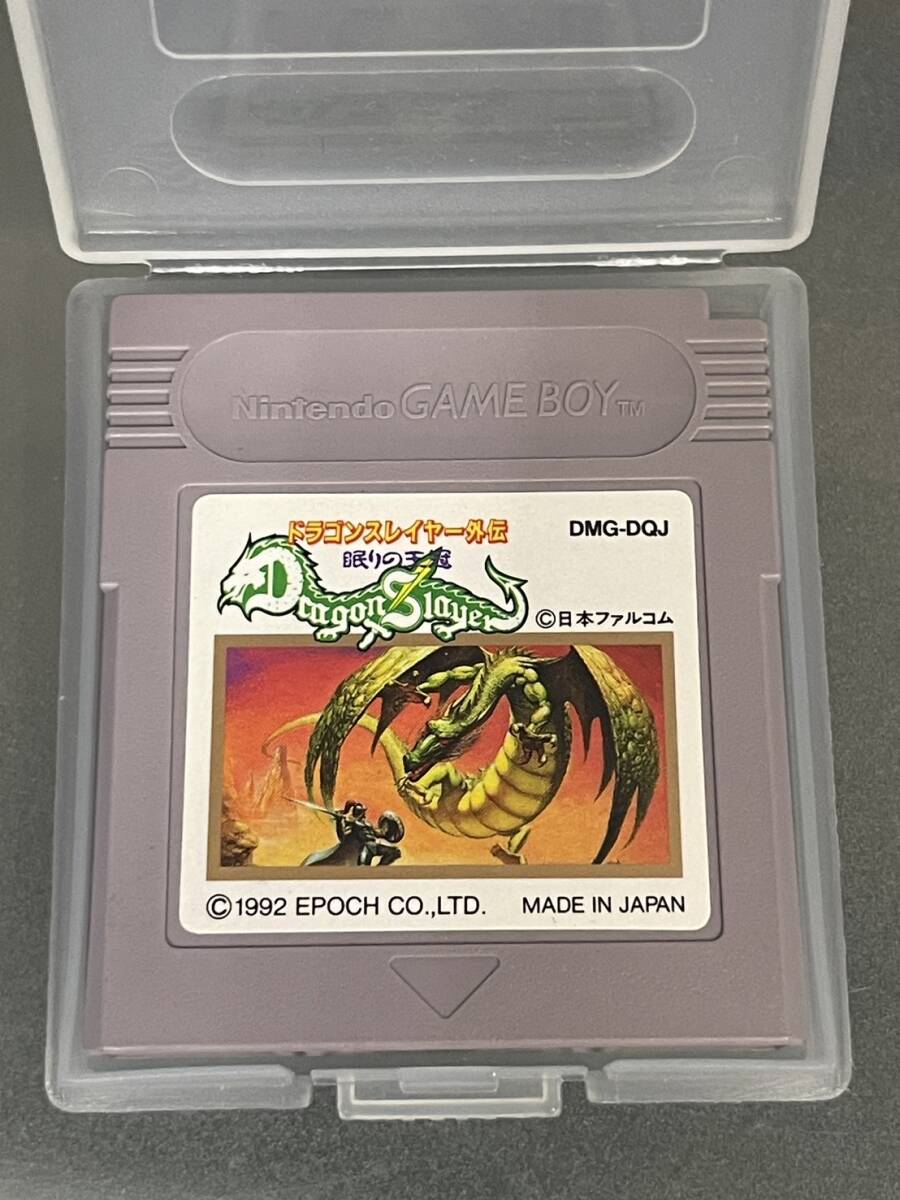 Nintendo GAME BOY TM
ドラゴンスレイヤー外伝
DMG-DQJ
眠りの王冠
Dragon Slayer
©日本ファルコム
©1992 EPOCH CO.,LTD. MADE IN JAPAN